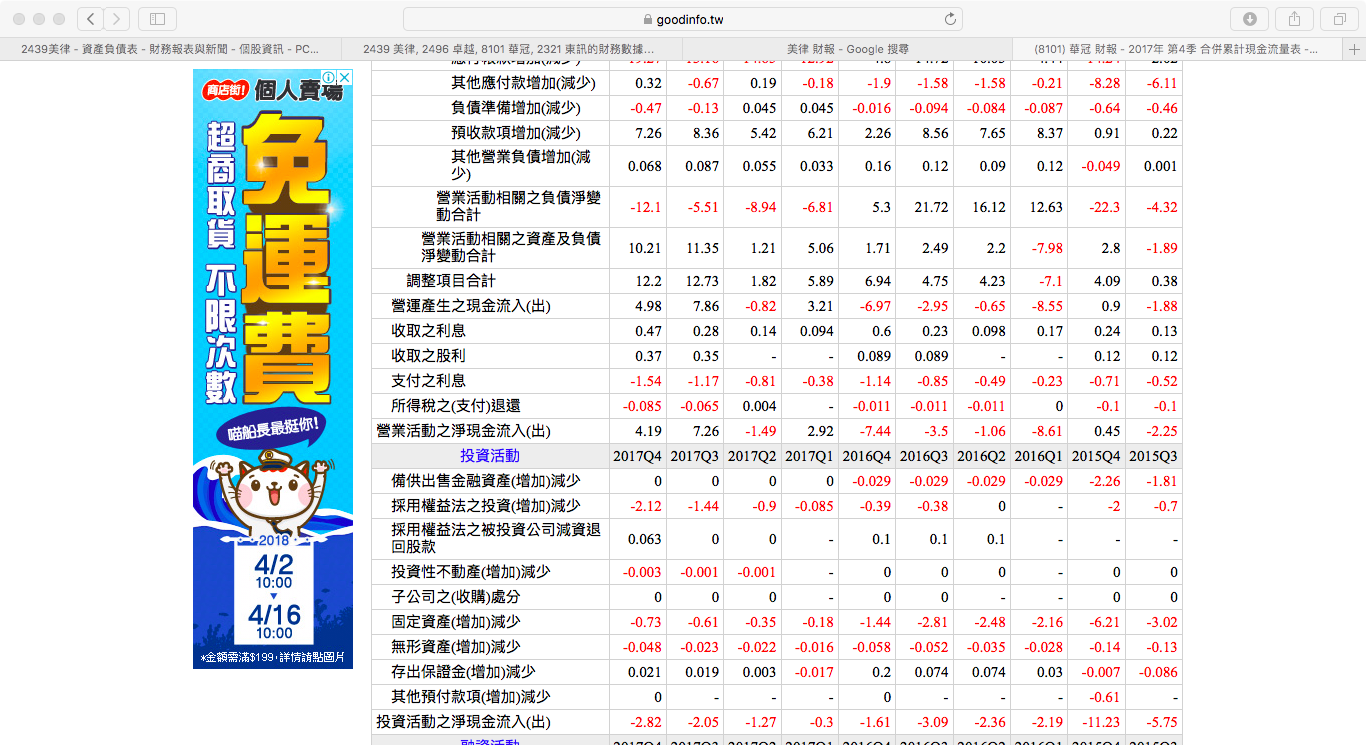 goodinfo.tw
2439美律 - 資產負債表 - 財務報表與新聞 - 個股資訊 - PC...
2439 美律, 2496 卓越, 8101 華冠, 2321 東訊的財務數據...
美律 財報 - Google 搜尋
(8101) 華冠 財報 - 2017年 第4季 合併累計現金流量表 -...
商店街! 個人賣場
免運費
超商取貨 不限次數
喵船長最挺你!
2018
4/2
10:00
4/16
10:00
*金額需滿$199,詳情請點圖片
其他應付款增加(減少) 0.32 -0.67 0.19 -0.18 -1.9 -1.58 -1.58 -0.21 -8.28 -6.11
負債準備增加(減少) -0.47 -0.13 0.045 0.045 -0.016 -0.094 -0.084 -0.087 -0.64 -0.46
預收款項增加(減少) 7.26 8.36 5.42 6.21 2.26 8.56 7.65 8.37 0.91 0.22
其他營業負債增加(減
少) 0.068 0.087 0.055 0.033 0.16 0.12 0.09 0.12 -0.049 0.001
營業活動相關之負債淨變
動合計 -12.1 -5.51 -8.94 -6.81 5.3 21.72 16.12 12.63 -22.3 -4.32
營業活動相關之資產及負債
淨變動合計 10.21 11.35 1.21 5.06 1.71 2.49 2.2 -7.98 2.8 -1.89
調整項目合計 12.2 12.73 1.82 5.89 6.94 4.75 4.23 -7.1 4.09 0.38
營運產生之現金流入(出) 4.98 7.86 -0.82 3.21 -6.97 -2.95 -0.65 -8.55 0.9 -1.88
收取之利息 0.47 0.28 0.14 0.094 0.6 0.23 0.098 0.17 0.24 0.13
收取之股利 0.37 0.35 - - 0.089 0.089 - - 0.12 0.12
支付之利息 -1.54 -1.17 -0.81 -0.38 -1.14 -0.85 -0.49 -0.23 -0.71 -0.52
所得稅之(支付)退還 -0.085 -0.065 0.004 - -0.011 -0.011 -0.011 0 -0.1 -0.1
營業活動之淨現金流入(出) 4.19 7.26 -1.49 2.92 -7.44 -3.5 -1.06 -8.61 0.45 -2.25
投資活動 2017Q4 2017Q3 2017Q2 2017Q1 2016Q4 2016Q3 2016Q2 2016Q1 2015Q4 2015Q3
備供出售金融資產(增加)減少 0 0 0 0 -0.029 -0.029 -0.029 -0.029 -2.26 -1.81
採用權益法之投資(增加)減少 -2.12 -1.44 -0.9 -0.085 -0.39 -0.38 0 - -2 -0.7
採用權益法之被投資公司減資退
回股款 0.063 0 0 - 0.1 0.1 0.1 - - -
投資性不動產(增加)減少 -0.003 -0.001 -0.001 - 0 0 0 - 0 0
子公司之(收購)處分 0 0 0 - 0 0 - - 0 0
固定資產(增加)減少 -0.73 -0.61 -0.35 -0.18 -1.44 -2.81 -2.48 -2.16 -6.21 -3.02
無形資產(增加)減少 -0.048 -0.023 -0.022 -0.016 -0.058 -0.052 -0.035 -0.028 -0.14 -0.13
存出保證金(增加)減少 0.021 0.019 0.003 -0.017 0.2 0.074 0.074 0.03 -0.007 -0.086
其他預付款項(增加)減少 0 - - - 0 - - - -0.61 -
投資活動之淨現金流入(出) -2.82 -2.05 -1.27 -0.3 -1.61 -3.09 -2.36 -2.19 -11.23 -5.75
融資活動 2017Q4 2017Q3 2017Q2 2017Q1 2016Q4 2016Q3 2016Q2 2016Q1 2015Q4 2015Q3